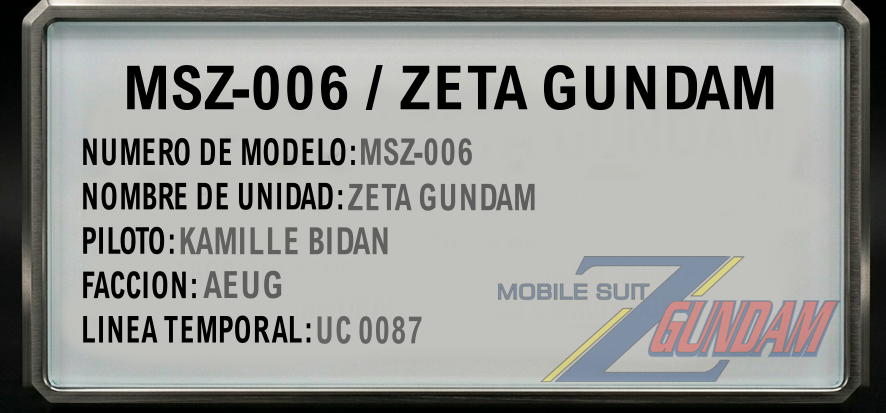 MSZ-006 / ZETA GUNDAM
NUMERO DE MODELO: MSZ-006
NOMBRE DE UNIDAD: ZETA GUNDAM
PILOTO: KAMILLE BIDAN
FACCION: AEUG
LINEA TEMPORAL: UC 0087
MOBILE SUIT
Z GUNDAM